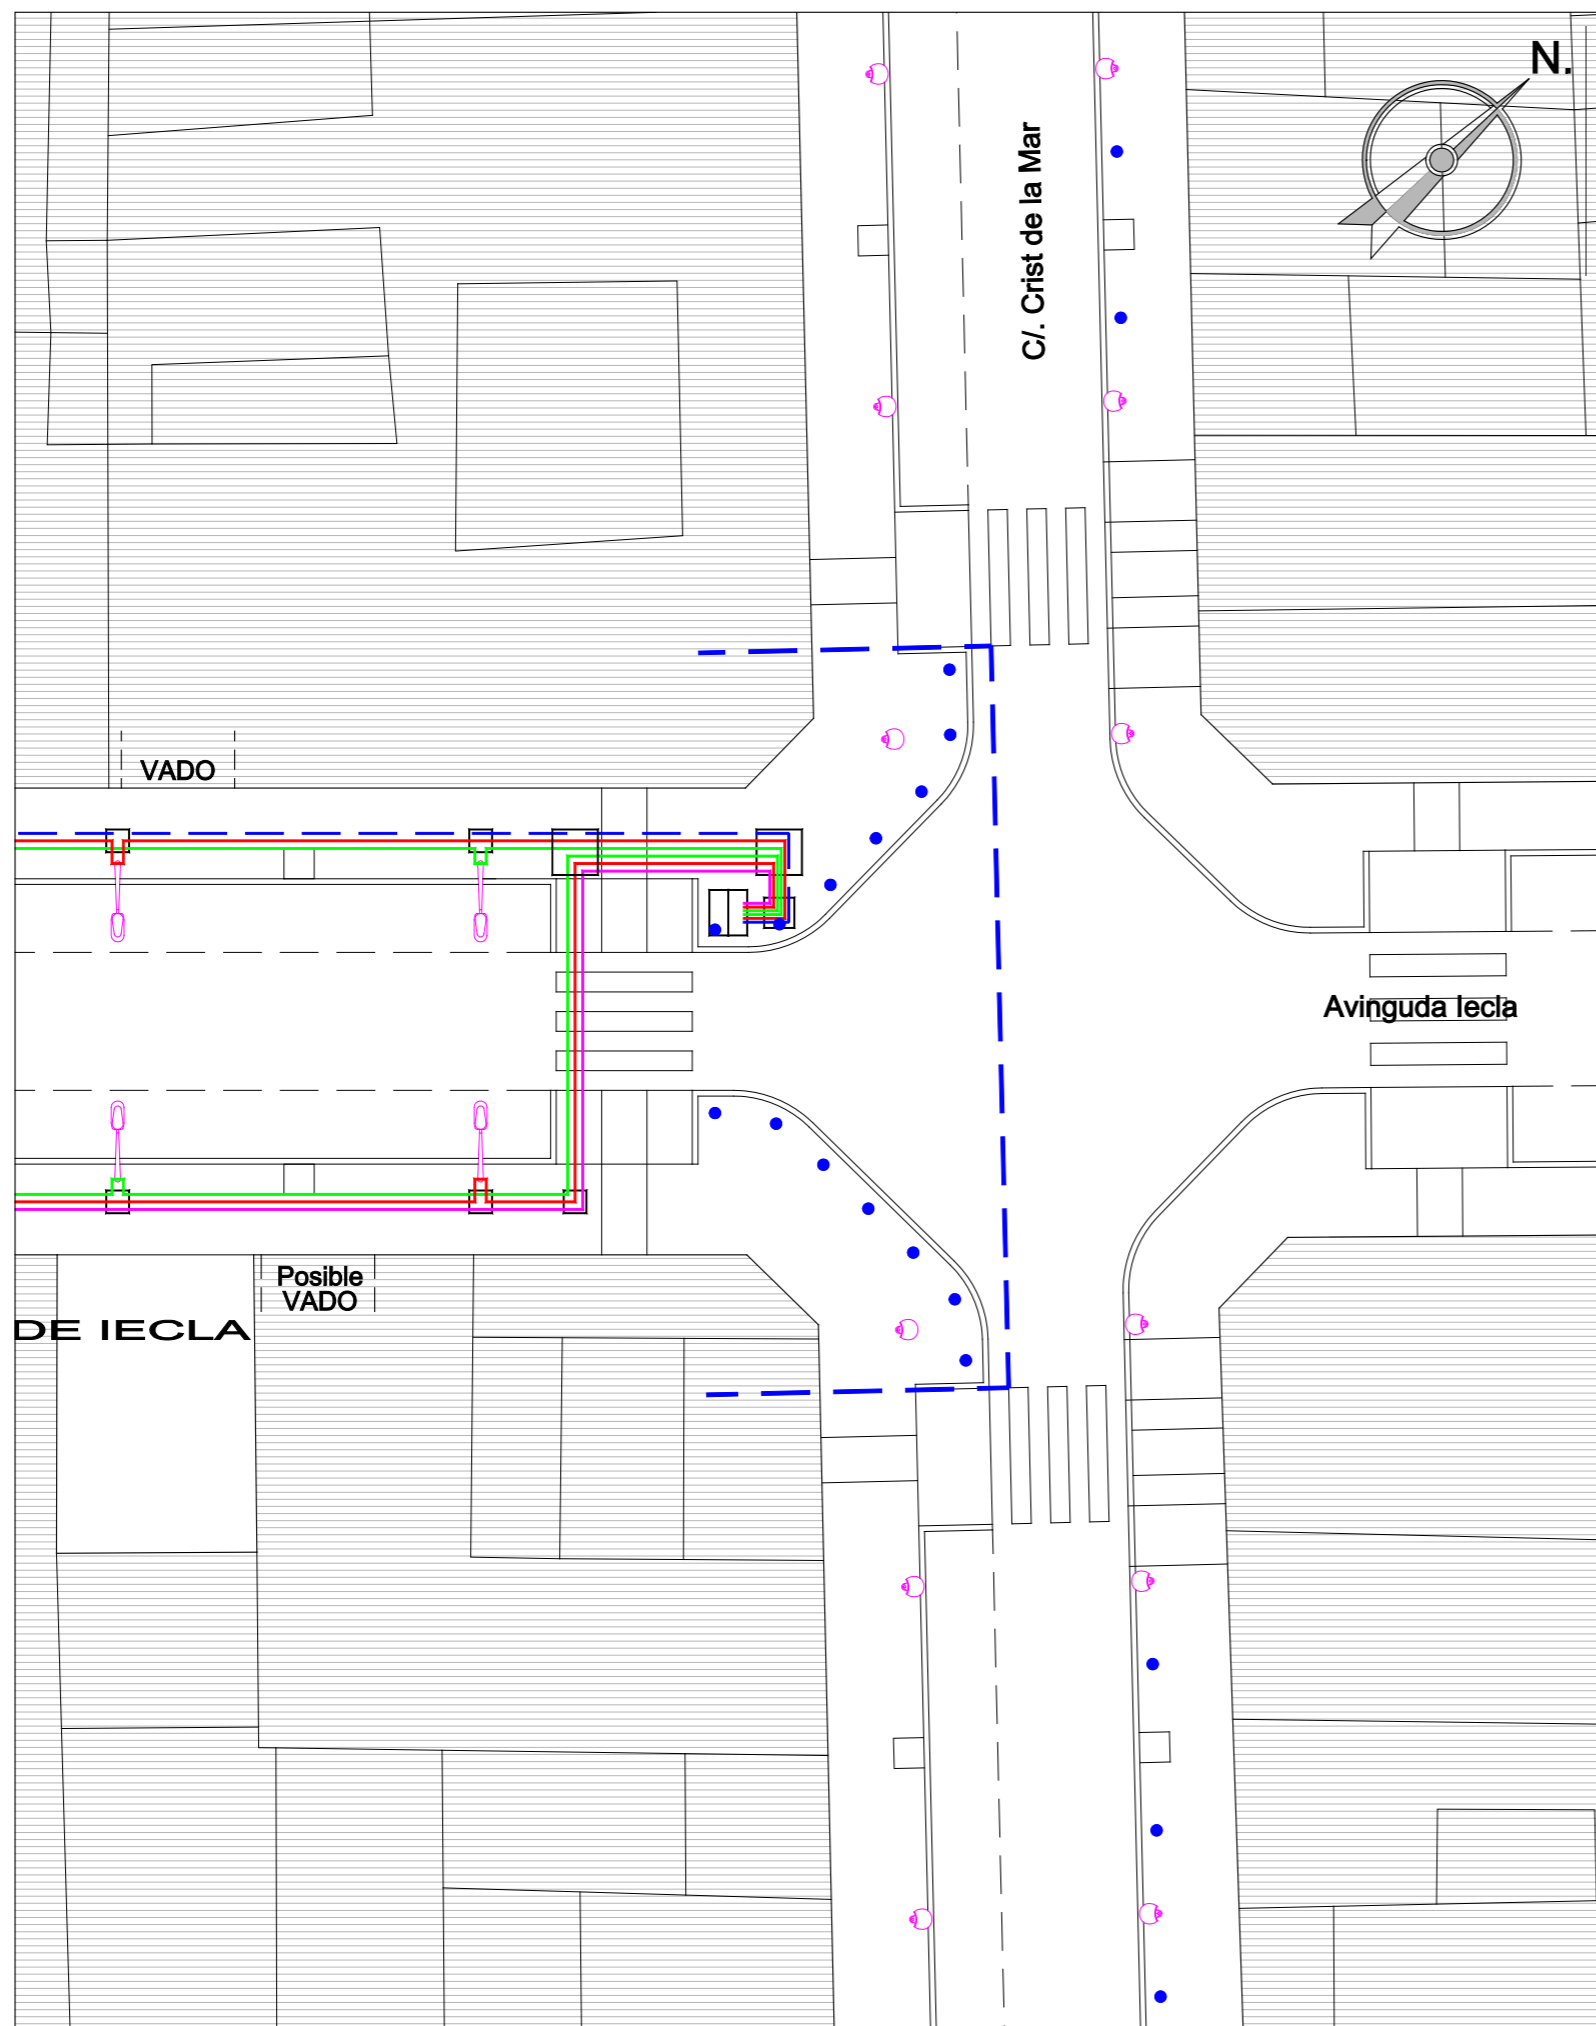 N.
C/. Crist de la Mar
VADO
Avinguda Iecla
Posible
VADO
DE IECLA